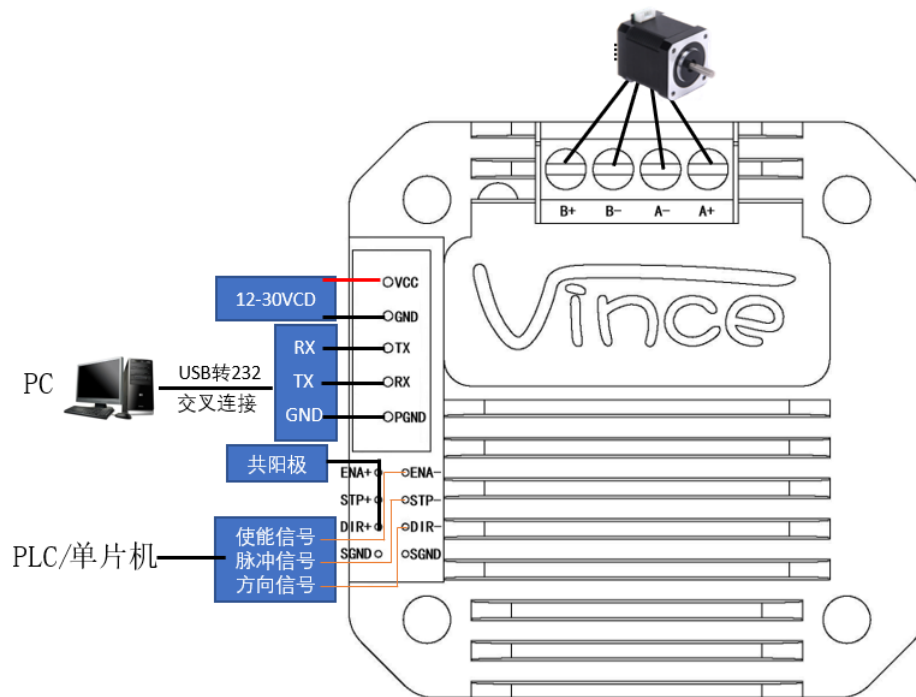 B+ B- A- A+
Vince
12-30VCD
VCC
GND
RX
TX
TX
RX
GND
PGND
PC
USB转232
交叉连接
共阳极
ENA+
ENA-
STP+
STP-
DIR+
DIR-
SGND
SGND
PLC/单片机
使能信号
脉冲信号
方向信号